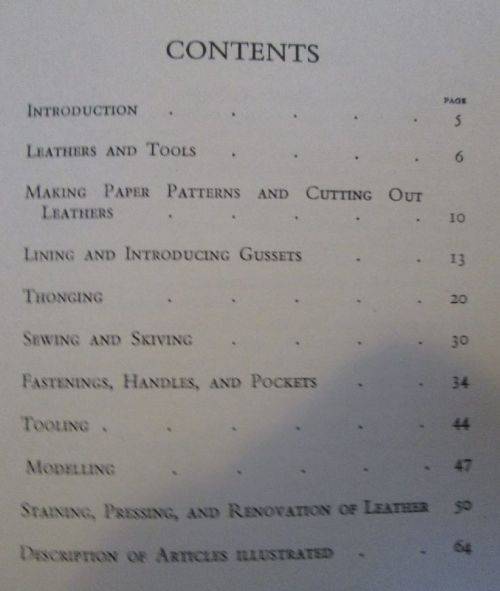 CONTENTS
PAGE
INTRODUCTION . . . . . 5
LEATHERS AND TOOLS . . . . 6
MAKING PAPER PATTERNS AND CUTTING OUT
LEATHERS . . . . . 10
LINING AND INTRODUCING GUSSETS . . 13
THONGING . . . . . 20
SEWING AND SKIVING . . . . 30
FASTENINGS, HANDLES, AND POCKETS . . 34
TOOLING . . . . . . 44
MODELLING . . . . . 47
STAINING, PRESSING, AND RENOVATION OF LEATHER 50
DESCRIPTION OF ARTICLES ILLUSTRATED . . 64